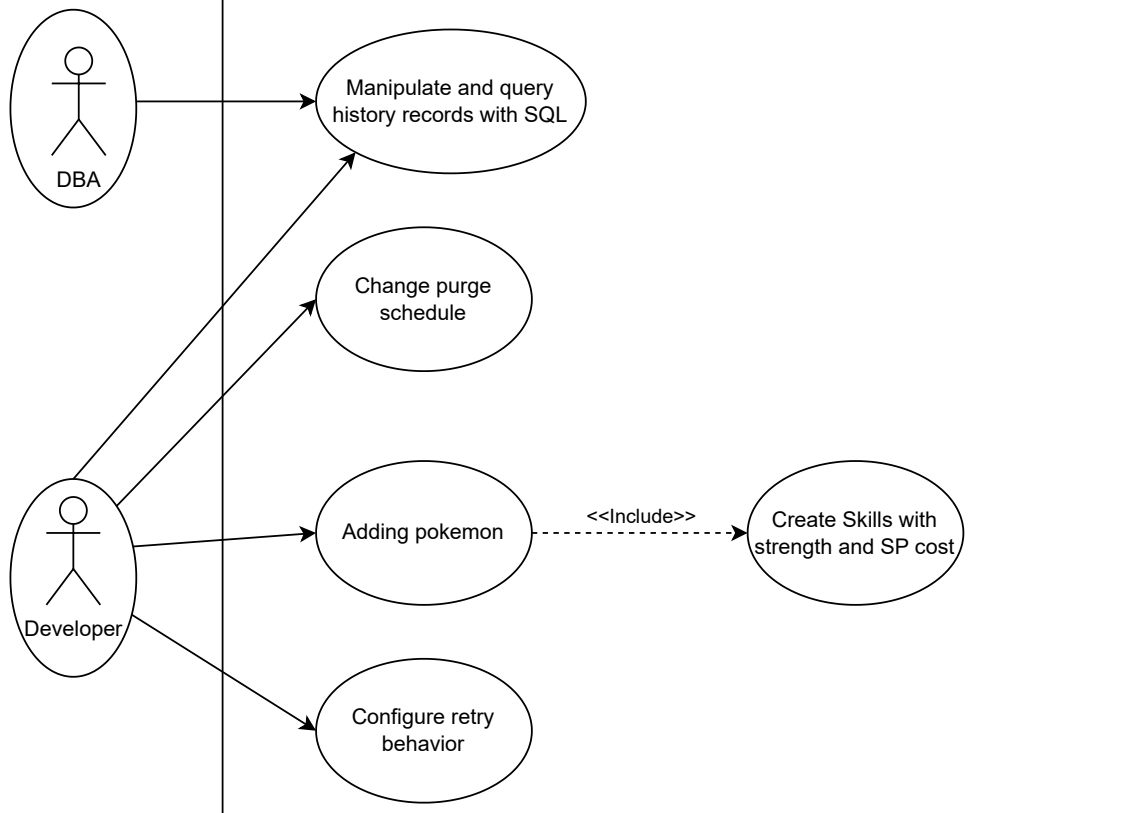 DBA
Manipulate and query
history records with SQL
Change purge
schedule
Developer
Adding pokemon
<<Include>>
Create Skills with
strength and SP cost
Configure retry
behavior